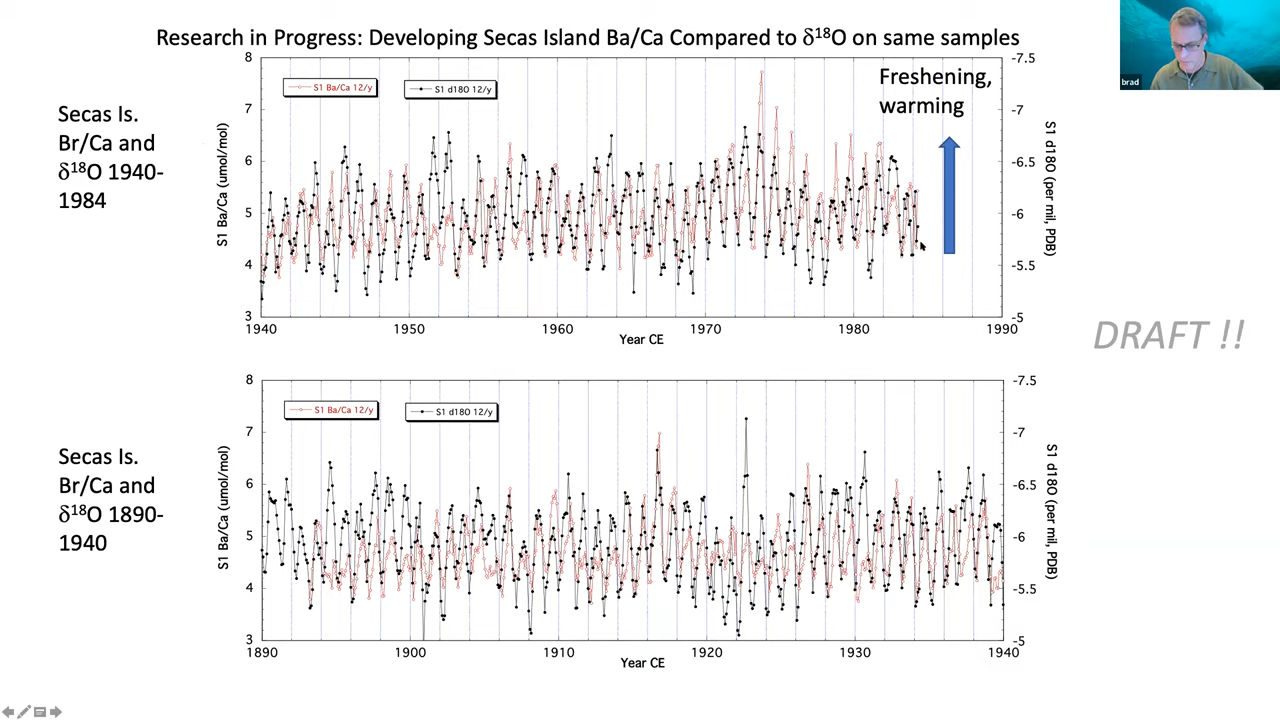 Research in Progress: Developing Secas Island Ba/Ca Compared to δ18O on same samples
brad
Secas Is.
Br/Ca and
δ18O 1940-
1984
S1 Ba/Ca 12/y
S1 d18O 12/y
Freshening,
warming
S1 Ba/Ca (umol/mol)
8
7
6
5
4
3
-7.5
-7
-6.5
-6
-5.5
-5
S1 d18O (per mil, PDB)
1940
1950
1960
1970
1980
1990
Year CE
DRAFT !!
Secas Is.
Br/Ca and
δ18O 1890-
1940
S1 Ba/Ca 12/y
S1 d18O 12/y
S1 Ba/Ca (umol/mol)
8
7
6
5
4
3
-7.5
-7
-6.5
-6
-5.5
-5
S1 d18O (per mil, PDB)
1890
1900
1910
1920
1930
1940
Year CE